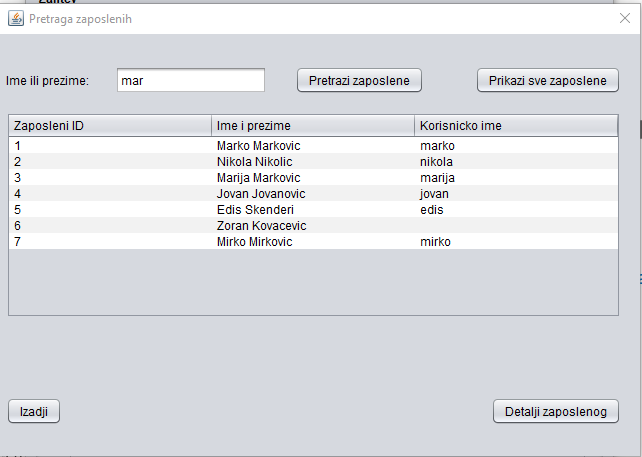 Pretraga zaposlenih
Ime ili prezime: mar Pretrazi zaposlene Prikazi sve zaposlene
Zaposleni ID Ime i prezime Korisnicko ime
1 Marko Markovic marko
2 Nikola Nikolic nikola
3 Marija Markovic marija
4 Jovan Jovanovic jovan
5 Edis Skenderi edis
6 Zoran Kovacevic
7 Mirko Mirkovic mirko
Izadji Detalji zaposlenog